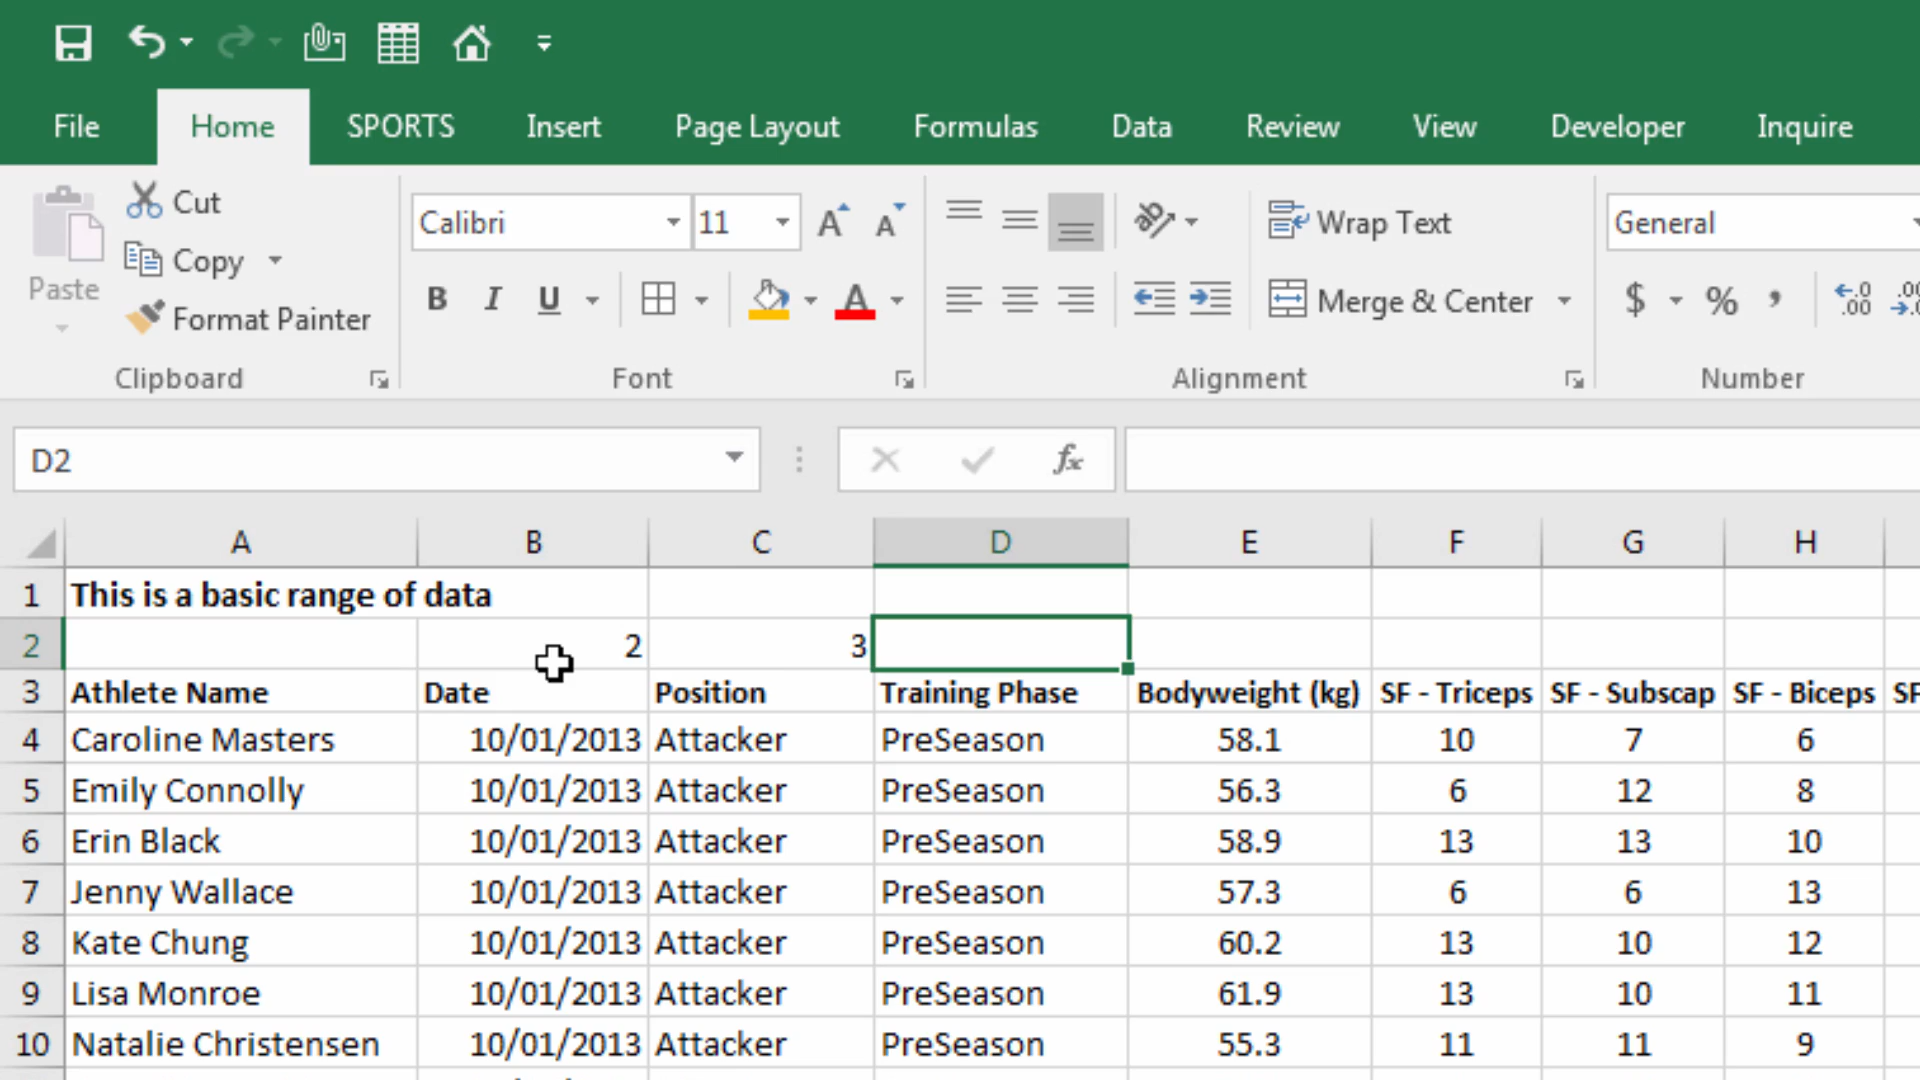 File Home SPORTS Insert Page Layout Formulas Data Review View Developer Inquire
Cut
Copy
Format Painter
Paste
Clipboard
Calibri 11
B I U
Font
Wrap Text
Merge & Center
Alignment
General
$ % ,
Number
D2
fx
A B C D E F G H
1 This is a basic range of data
2 2 3
3 Athlete Name Date Position Training Phase Bodyweight (kg) SF - Triceps SF - Subscap SF - Biceps SF
4 Caroline Masters 10/01/2013 Attacker PreSeason 58.1 10 7 6
5 Emily Connolly 10/01/2013 Attacker PreSeason 56.3 6 12 8
6 Erin Black 10/01/2013 Attacker PreSeason 58.9 13 13 10
7 Jenny Wallace 10/01/2013 Attacker PreSeason 57.3 6 6 13
8 Kate Chung 10/01/2013 Attacker PreSeason 60.2 13 10 12
9 Lisa Monroe 10/01/2013 Attacker PreSeason 61.9 13 10 11
10 Natalie Christensen 10/01/2013 Attacker PreSeason 55.3 11 11 9